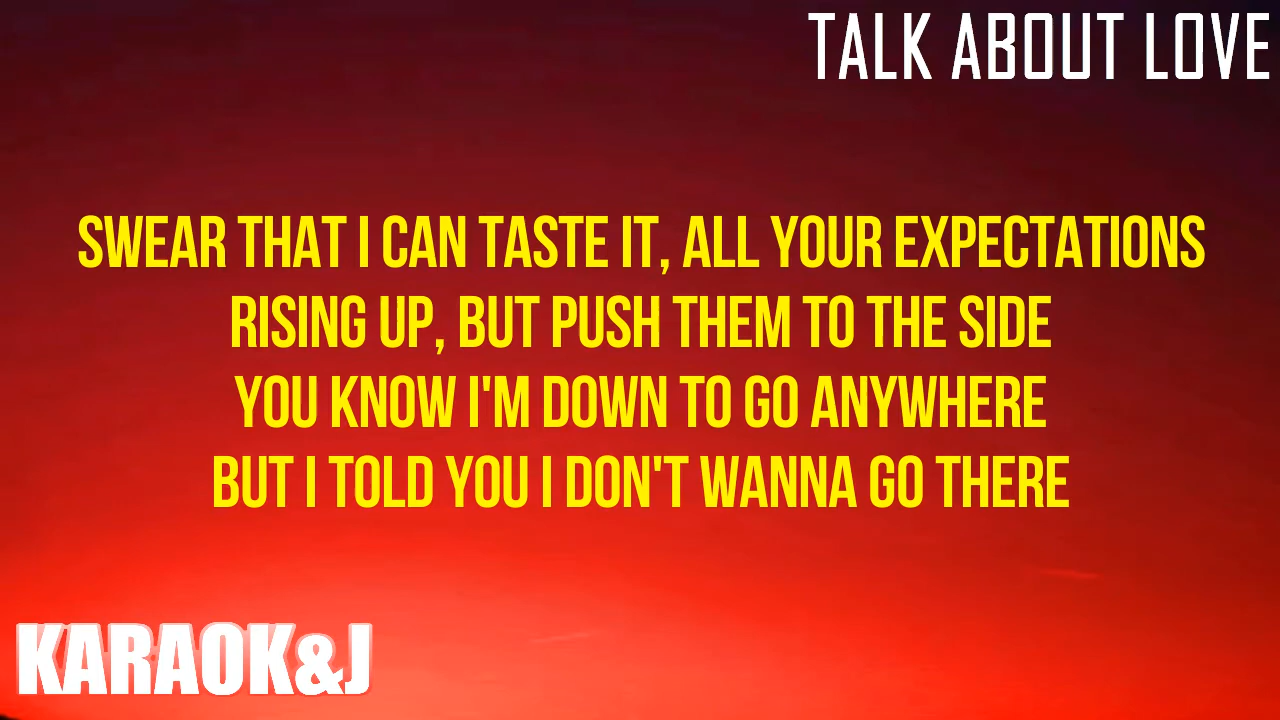 TALK ABOUT LOVE
SWEAR THAT I CAN TASTE IT, ALL YOUR EXPECTATIONS
RISING UP, BUT PUSH THEM TO THE SIDE
YOU KNOW I'M DOWN TO GO ANYWHERE
BUT I TOLD YOU I DON'T WANNA GO THERE
KARAOK&J